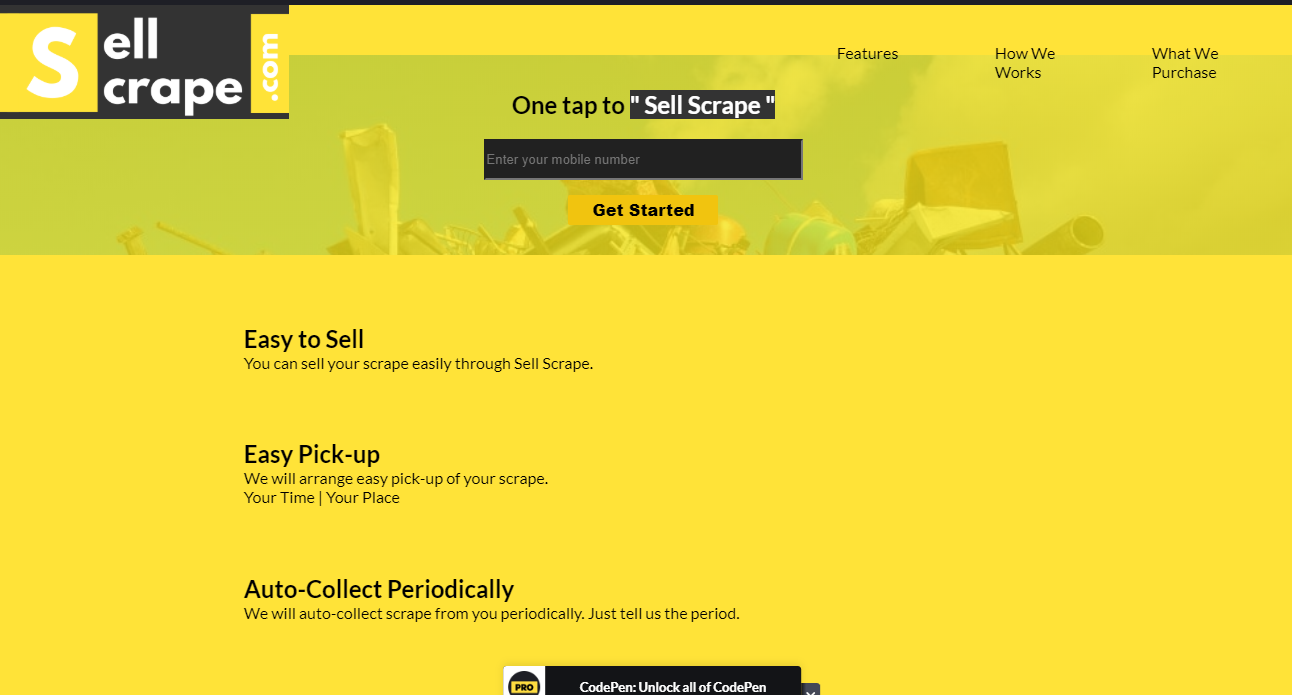 Sell
crape
.com
Features
How We
Works
What We
Purchase
One tap to " Sell Scrape "
Enter your mobile number
Get Started
Easy to Sell
You can sell your scrape easily through Sell Scrape.
Easy Pick-up
We will arrange easy pick-up of your scrape.
Your Time | Your Place
Auto-Collect Periodically
We will auto-collect scrape from you periodically. Just tell us the period.
PRO
CodePen: Unlock all of CodePen